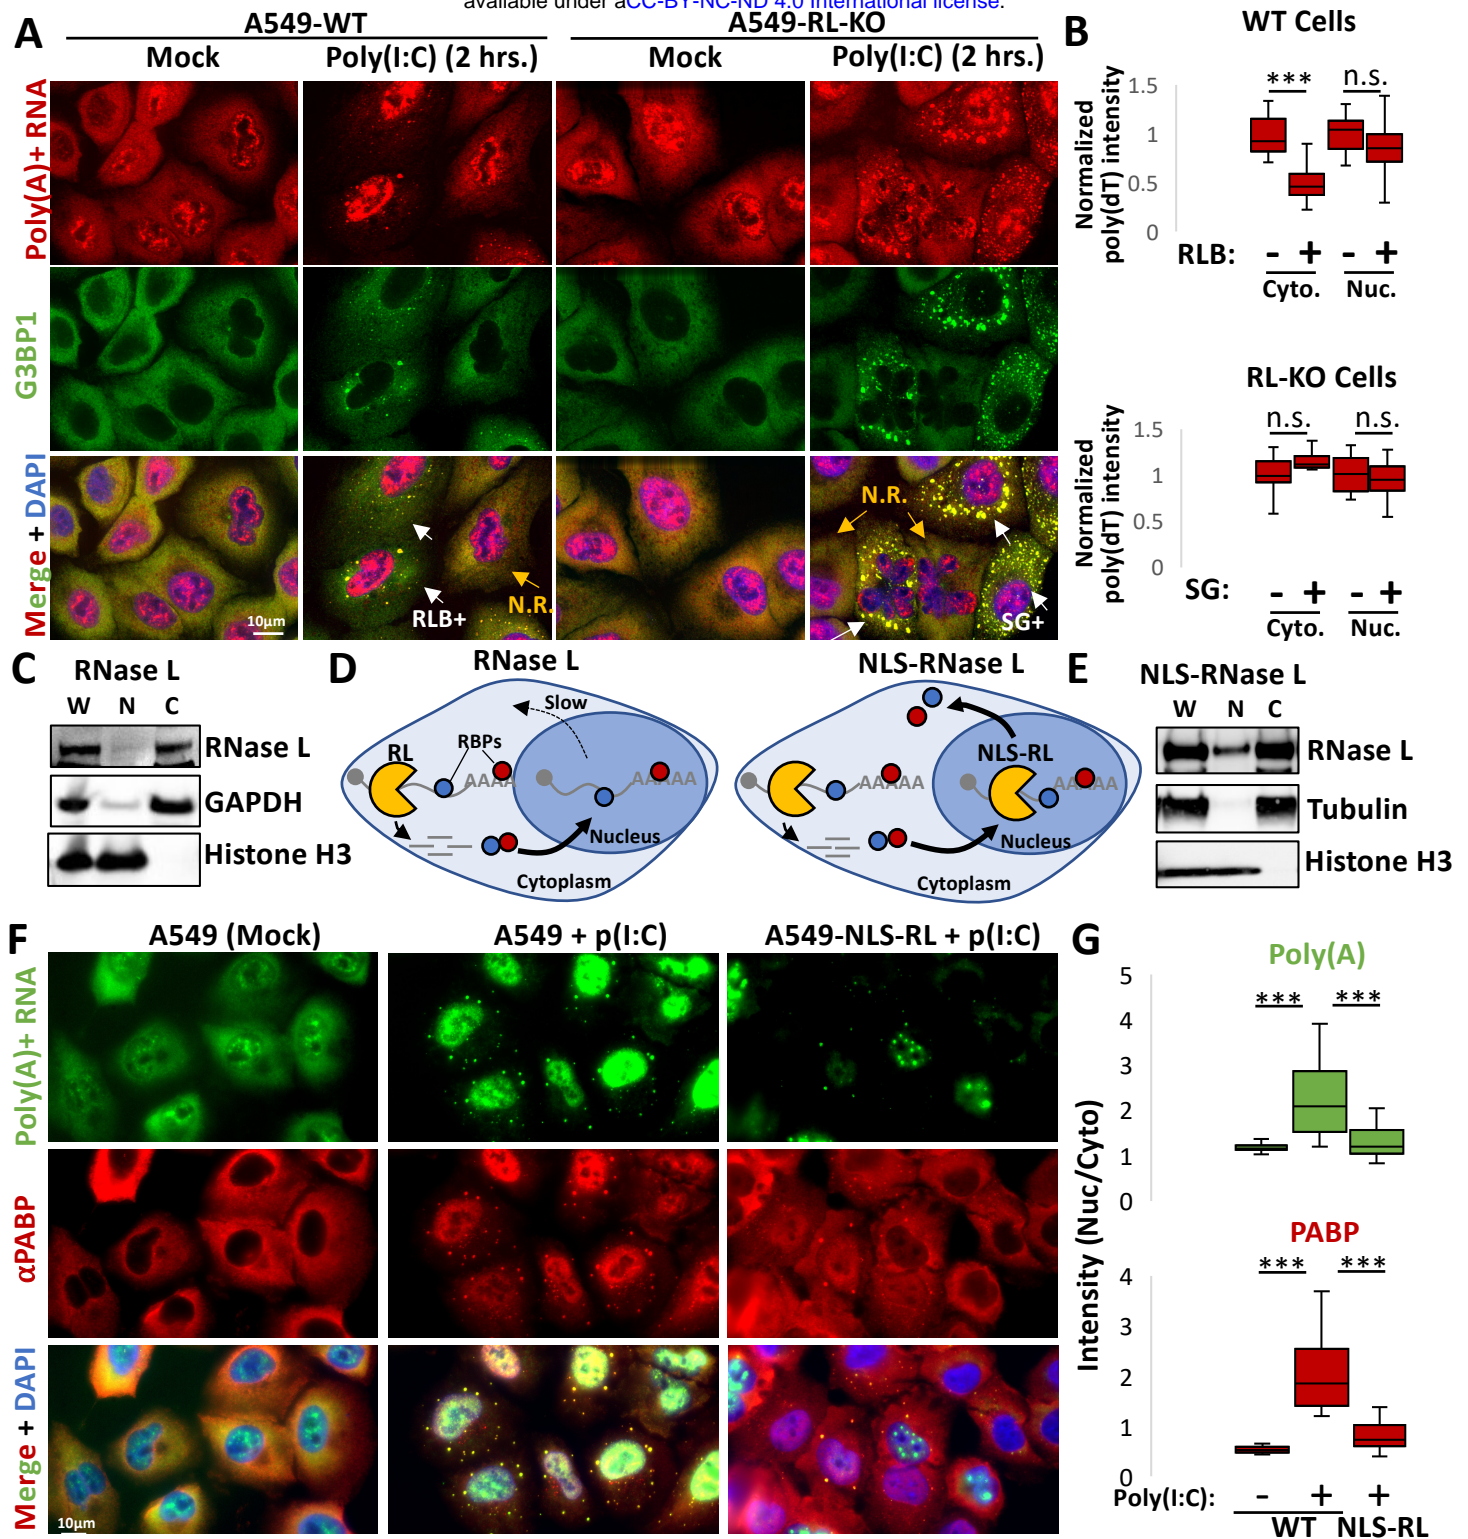 available under aCC-BY-NC-ND 4.0 International license.
A
A549-WT
A549-RL-KO
Mock
Poly(I:C) (2 hrs.)
Mock
Poly(I:C) (2 hrs.)
Poly(A)+ RNA
G3BP1
Merge + DAPI
10µm
RLB+
N.R.
N.R.
SG+
B
WT Cells
Normalized
poly(dT) intensity
1.5
1
0.5
0
***
n.s.
RLB:
-
+
-
+
Cyto.
Nuc.
RL-KO Cells
Normalized
poly(dT) intensity
1.5
1
0.5
0
n.s.
n.s.
SG:
-
+
-
+
Cyto.
Nuc.
C
RNase L
W N C
RNase L
GAPDH
Histone H3
D
RNase L
Slow
RL
RBPs
AAAAA
AAAAA
Nucleus
Cytoplasm
NLS-RNase L
NLS-RL
AAAAA
AAAAA
Nucleus
Cytoplasm
E
NLS-RNase L
W N C
RNase L
Tubulin
Histone H3
F
A549 (Mock)
A549 + p(I:C)
A549-NLS-RL + p(I:C)
Poly(A)+ RNA
αPABP
Merge + DAPI
10µm
G
Intensity (Nuc/Cyto)
Poly(A)
5
4
3
2
1
0
***
***
PABP
4
3
2
1
0
***
***
Poly(I:C):
-
+
+
WT
NLS-RL